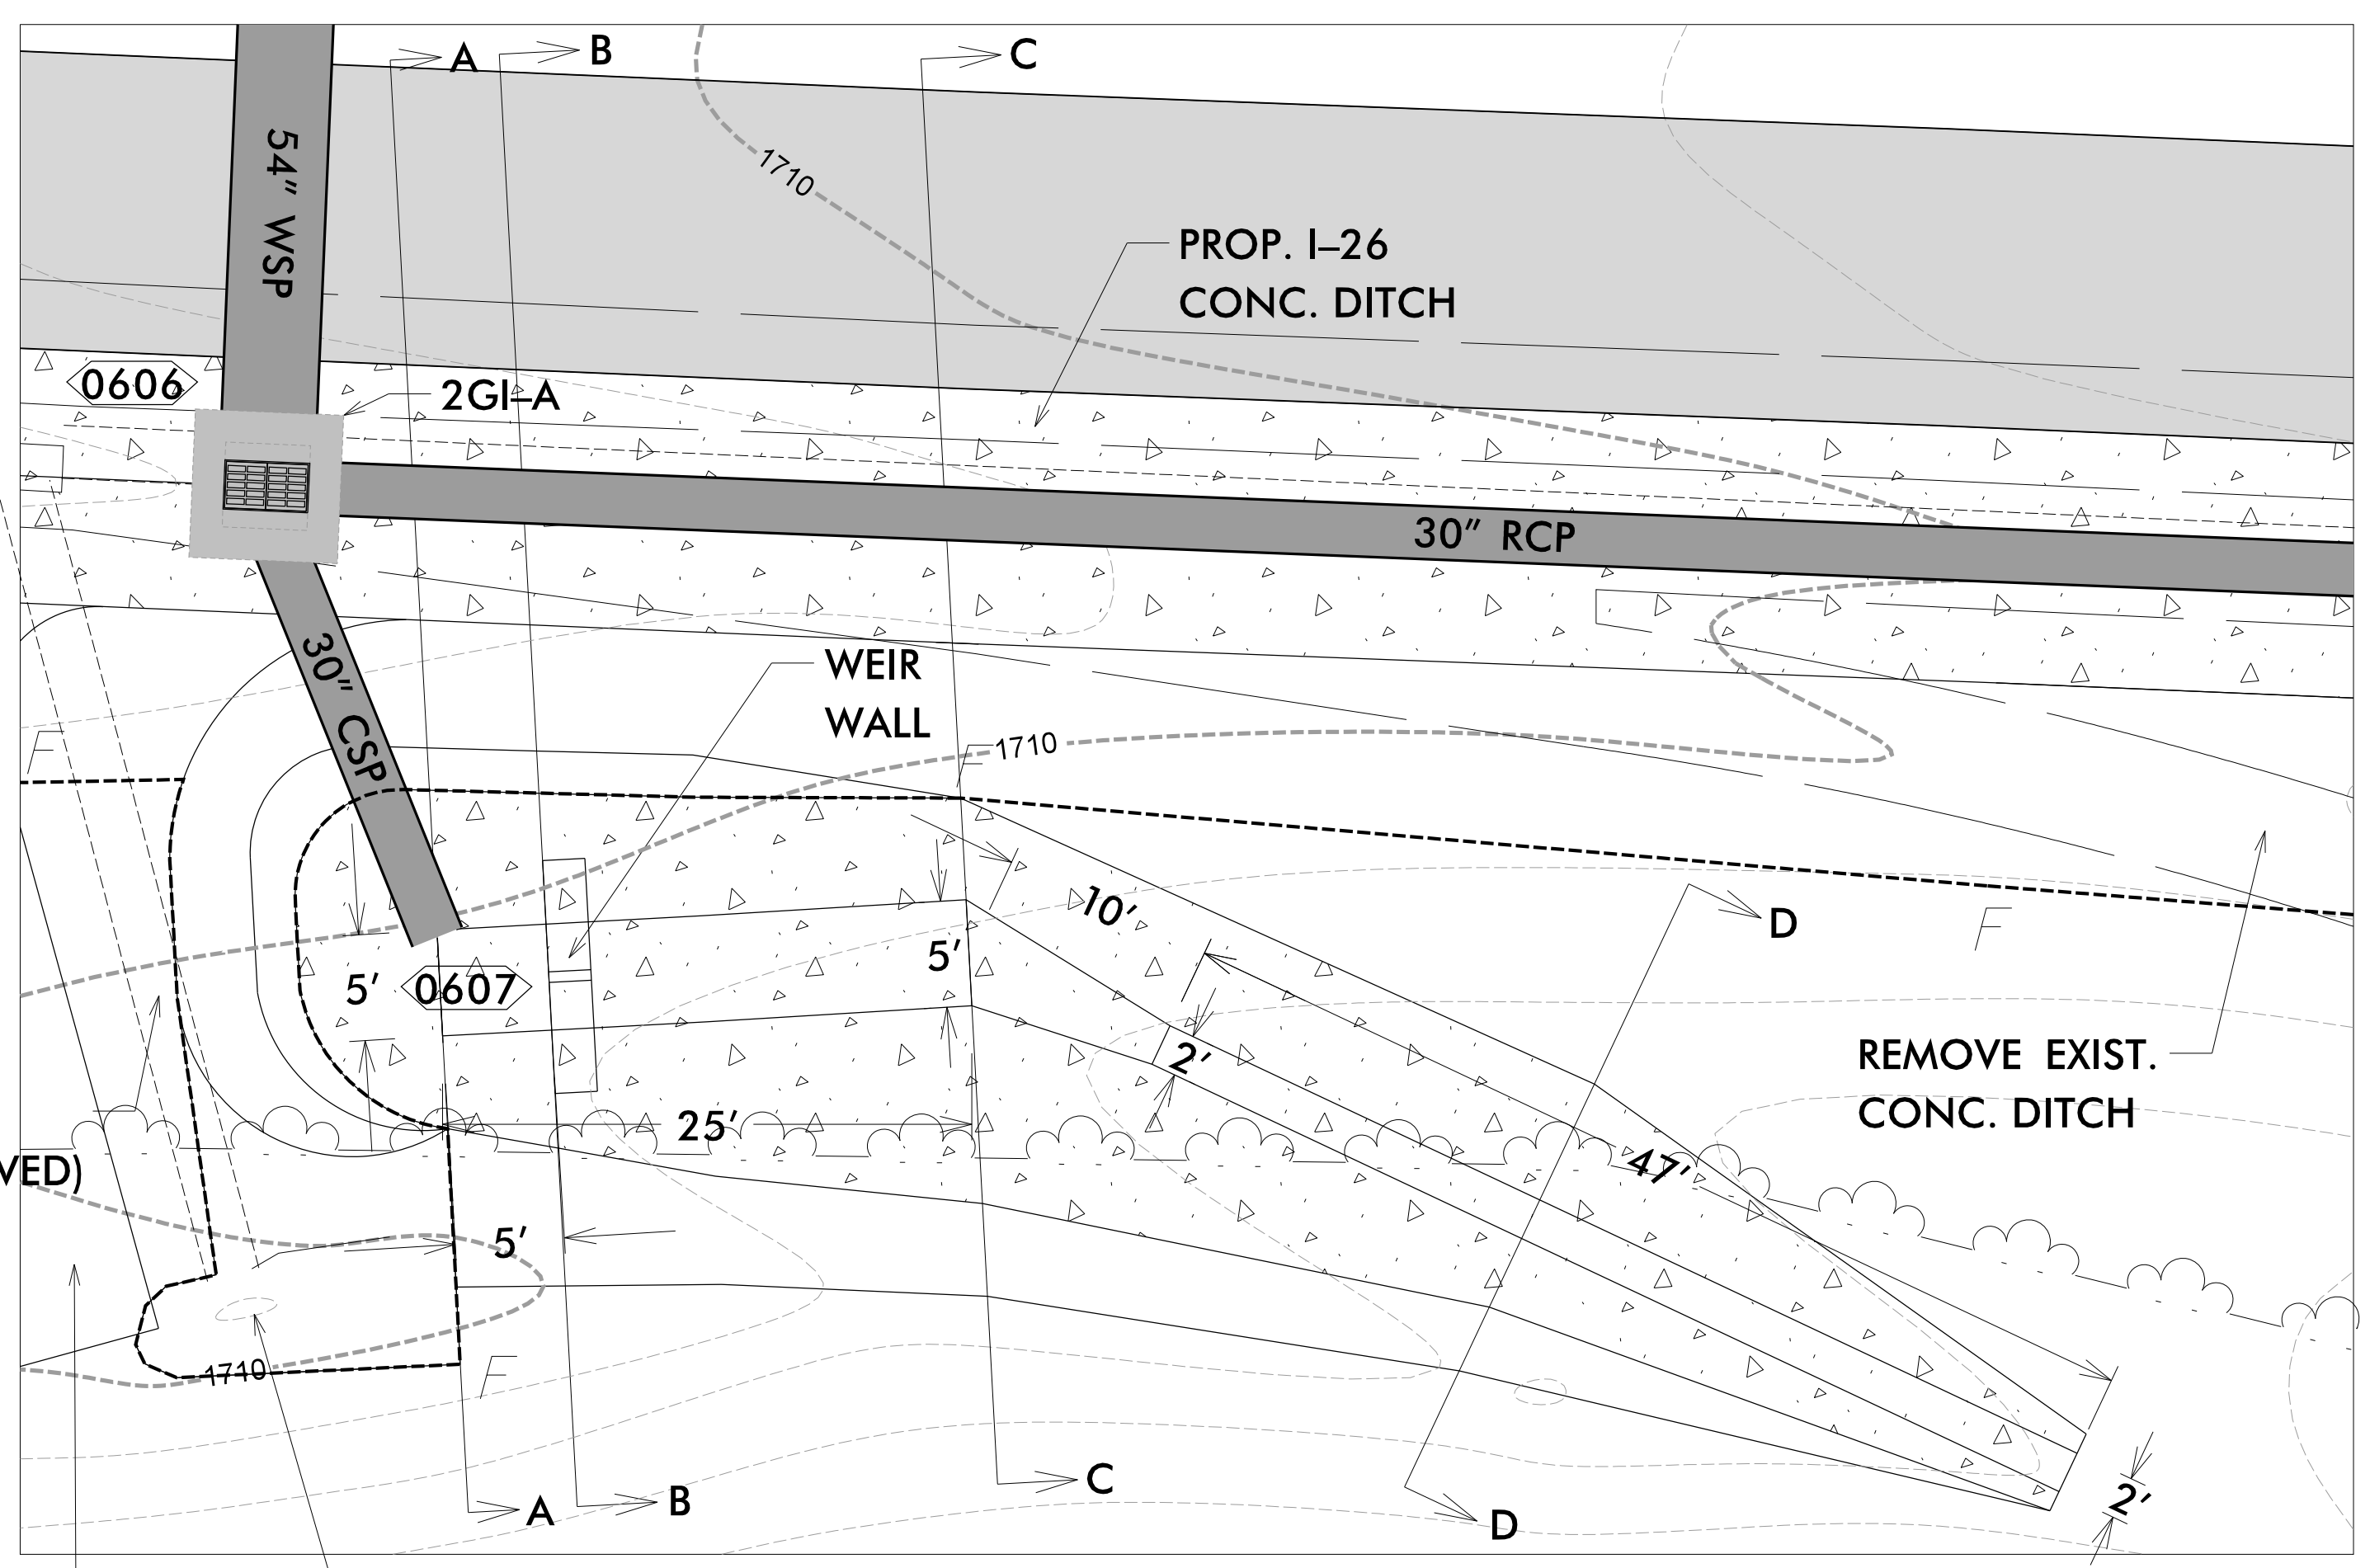 A
B
C
54" WSP
1710
PROP. I–26
CONC. DITCH
0606
2GI–A
30" RCP
30" CSP
WEIR
WALL
F
F
1710
10'
D
F
5'
5'
0607
2'
REMOVE EXIST.
CONC. DITCH
25'
47'
VED)
5'
1710
F
A
B
C
D
2'